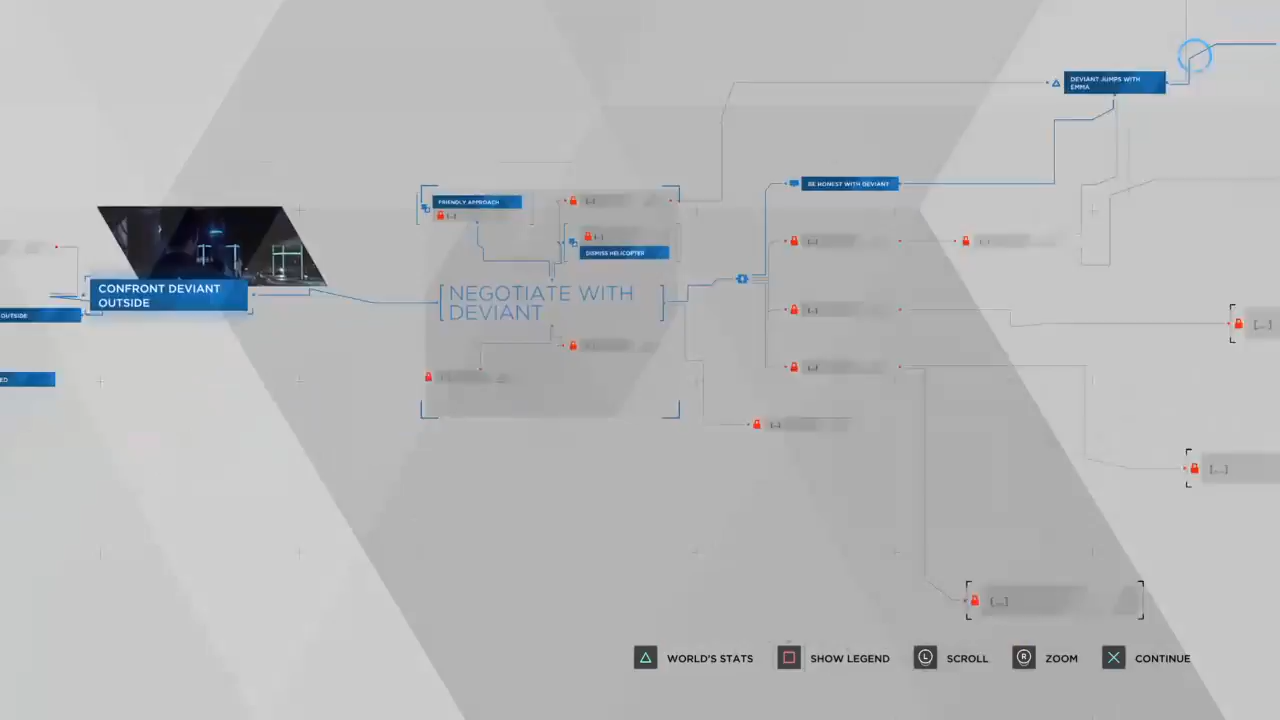 DEVIANT JUMPS WITH
EMMA
BE HONEST WITH DEVIANT
FRIENDLY APPROACH
[...]
[...]
[...]
DISMISS HELICOPTER
[...]
[...]
CONFRONT DEVIANT
OUTSIDE
NEGOTIATE WITH
DEVIANT
OUTSIDE
[...]
[...]
[...]
[...]
[...]
[...]
WORLD'S STATS
SHOW LEGEND
L
SCROLL
R
ZOOM
CONTINUE